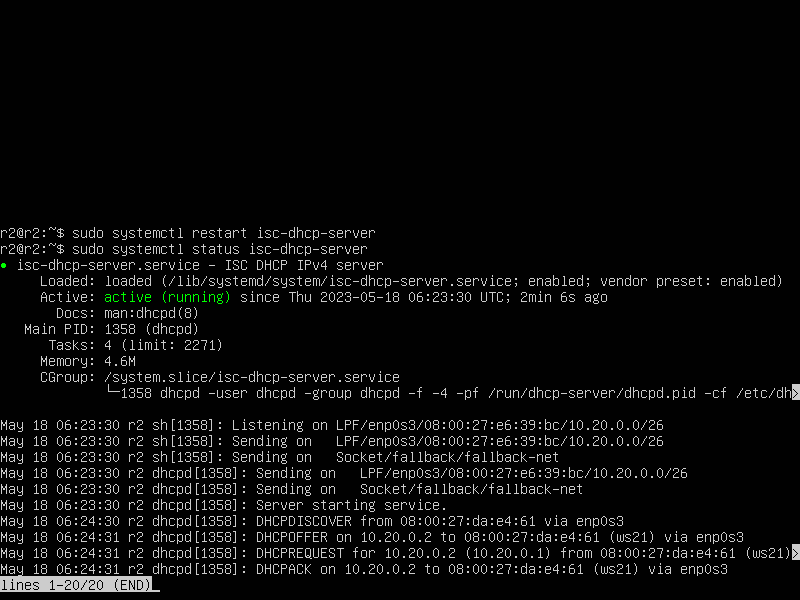 r2@r2:~$ sudo systemctl restart isc-dhcp-server
r2@r2:~$ sudo systemctl status isc-dhcp-server
● isc-dhcp-server.service - ISC DHCP IPv4 server
Loaded: loaded (/lib/systemd/system/isc-dhcp-server.service; enabled; vendor preset: enabled)
Active: active (running) since Thu 2023-05-18 06:23:30 UTC; 2min 6s ago
Docs: man:dhcpd(8)
Main PID: 1358 (dhcpd)
Tasks: 4 (limit: 2271)
Memory: 4.6M
CGroup: /system.slice/isc-dhcp-server.service
└─1358 dhcpd -user dhcpd -group dhcpd -f -4 -pf /run/dhcp-server/dhcpd.pid -cf /etc/dh>
May 18 06:23:30 r2 sh[1358]: Listening on LPF/enp0s3/08:00:27:e6:39:bc/10.20.0.0/26
May 18 06:23:30 r2 sh[1358]: Sending on   LPF/enp0s3/08:00:27:e6:39:bc/10.20.0.0/26
May 18 06:23:30 r2 sh[1358]: Sending on   Socket/fallback/fallback-net
May 18 06:23:30 r2 dhcpd[1358]: Sending on   LPF/enp0s3/08:00:27:e6:39:bc/10.20.0.0/26
May 18 06:23:30 r2 dhcpd[1358]: Sending on   Socket/fallback/fallback-net
May 18 06:23:30 r2 dhcpd[1358]: Server starting service.
May 18 06:24:30 r2 dhcpd[1358]: DHCPDISCOVER from 08:00:27:da:e4:61 via enp0s3
May 18 06:24:31 r2 dhcpd[1358]: DHCPOFFER on 10.20.0.2 to 08:00:27:da:e4:61 (ws21) via enp0s3
May 18 06:24:31 r2 dhcpd[1358]: DHCPREQUEST for 10.20.0.2 (10.20.0.1) from 08:00:27:da:e4:61 (ws21)>
May 18 06:24:31 r2 dhcpd[1358]: DHCPACK on 10.20.0.2 to 08:00:27:da:e4:61 (ws21) via enp0s3
lines 1-20/20 (END)